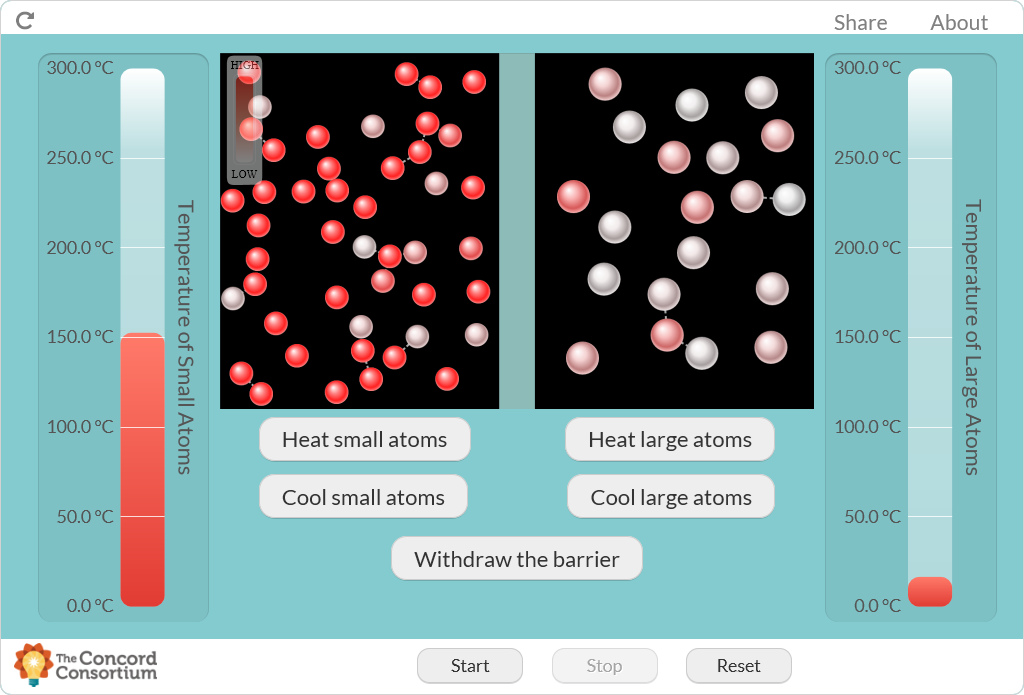 Share About
300.0 °C
250.0 °C
200.0 °C
150.0 °C
100.0 °C
50.0 °C
0.0 °C
Temperature of Small Atoms
HIGH
LOW
300.0 °C
250.0 °C
200.0 °C
150.0 °C
100.0 °C
50.0 °C
0.0 °C
Temperature of Large Atoms
Heat small atoms Heat large atoms
Cool small atoms Cool large atoms
Withdraw the barrier
The Concord
Consortium
Start Stop Reset